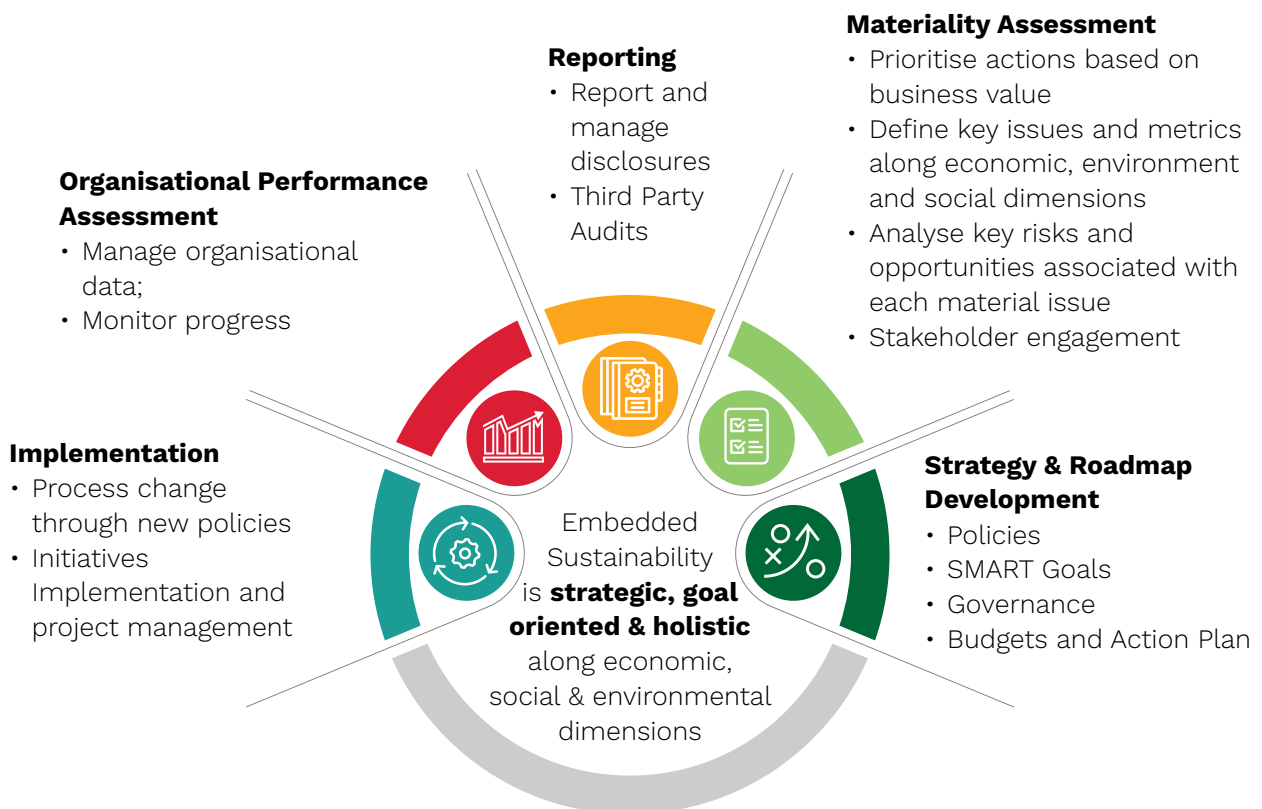 Reporting
• Report and
manage
disclosures
• Third Party
Audits
Materiality Assessment
• Prioritise actions based on
business value
• Define key issues and metrics
along economic, environment
and social dimensions
• Analyse key risks and
opportunities associated with
each material issue
• Stakeholder engagement
Organisational Performance
Assessment
• Manage organisational
data;
• Monitor progress
Implementation
• Process change
through new policies
• Initiatives
Implementation and
project management
Embedded
Sustainability
is strategic, goal
oriented & holistic
along economic,
social & environmental
dimensions
Strategy & Roadmap
Development
• Policies
• SMART Goals
• Governance
• Budgets and Action Plan